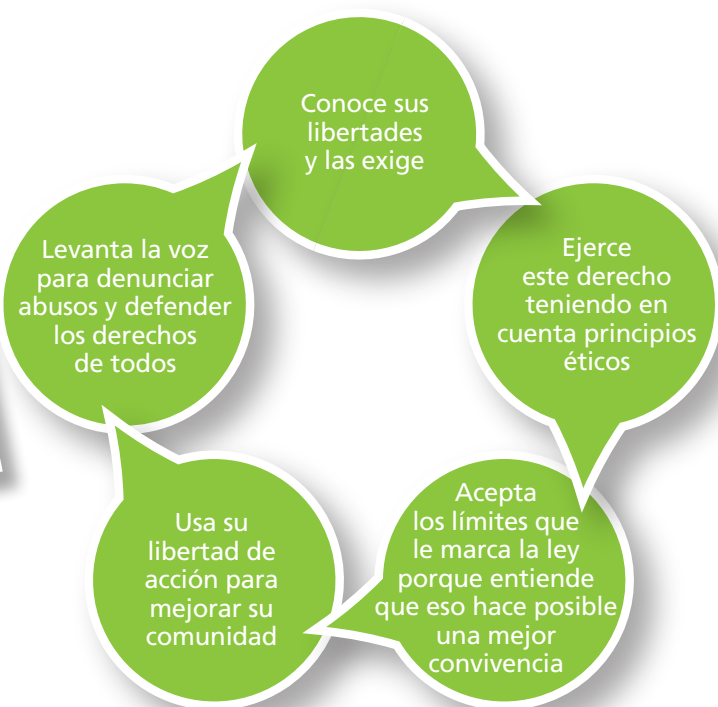 Conoce sus
libertades
y las exige
Ejerce
este derecho
teniendo en
cuenta principios
éticos
Acepta
los límites que
le marca la ley
porque entiende
que eso hace posible
una mejor
convivencia
Usa su
libertad de
acción para
mejorar su
comunidad
Levanta la voz
para denunciar
abusos y defender
los derechos
de todos